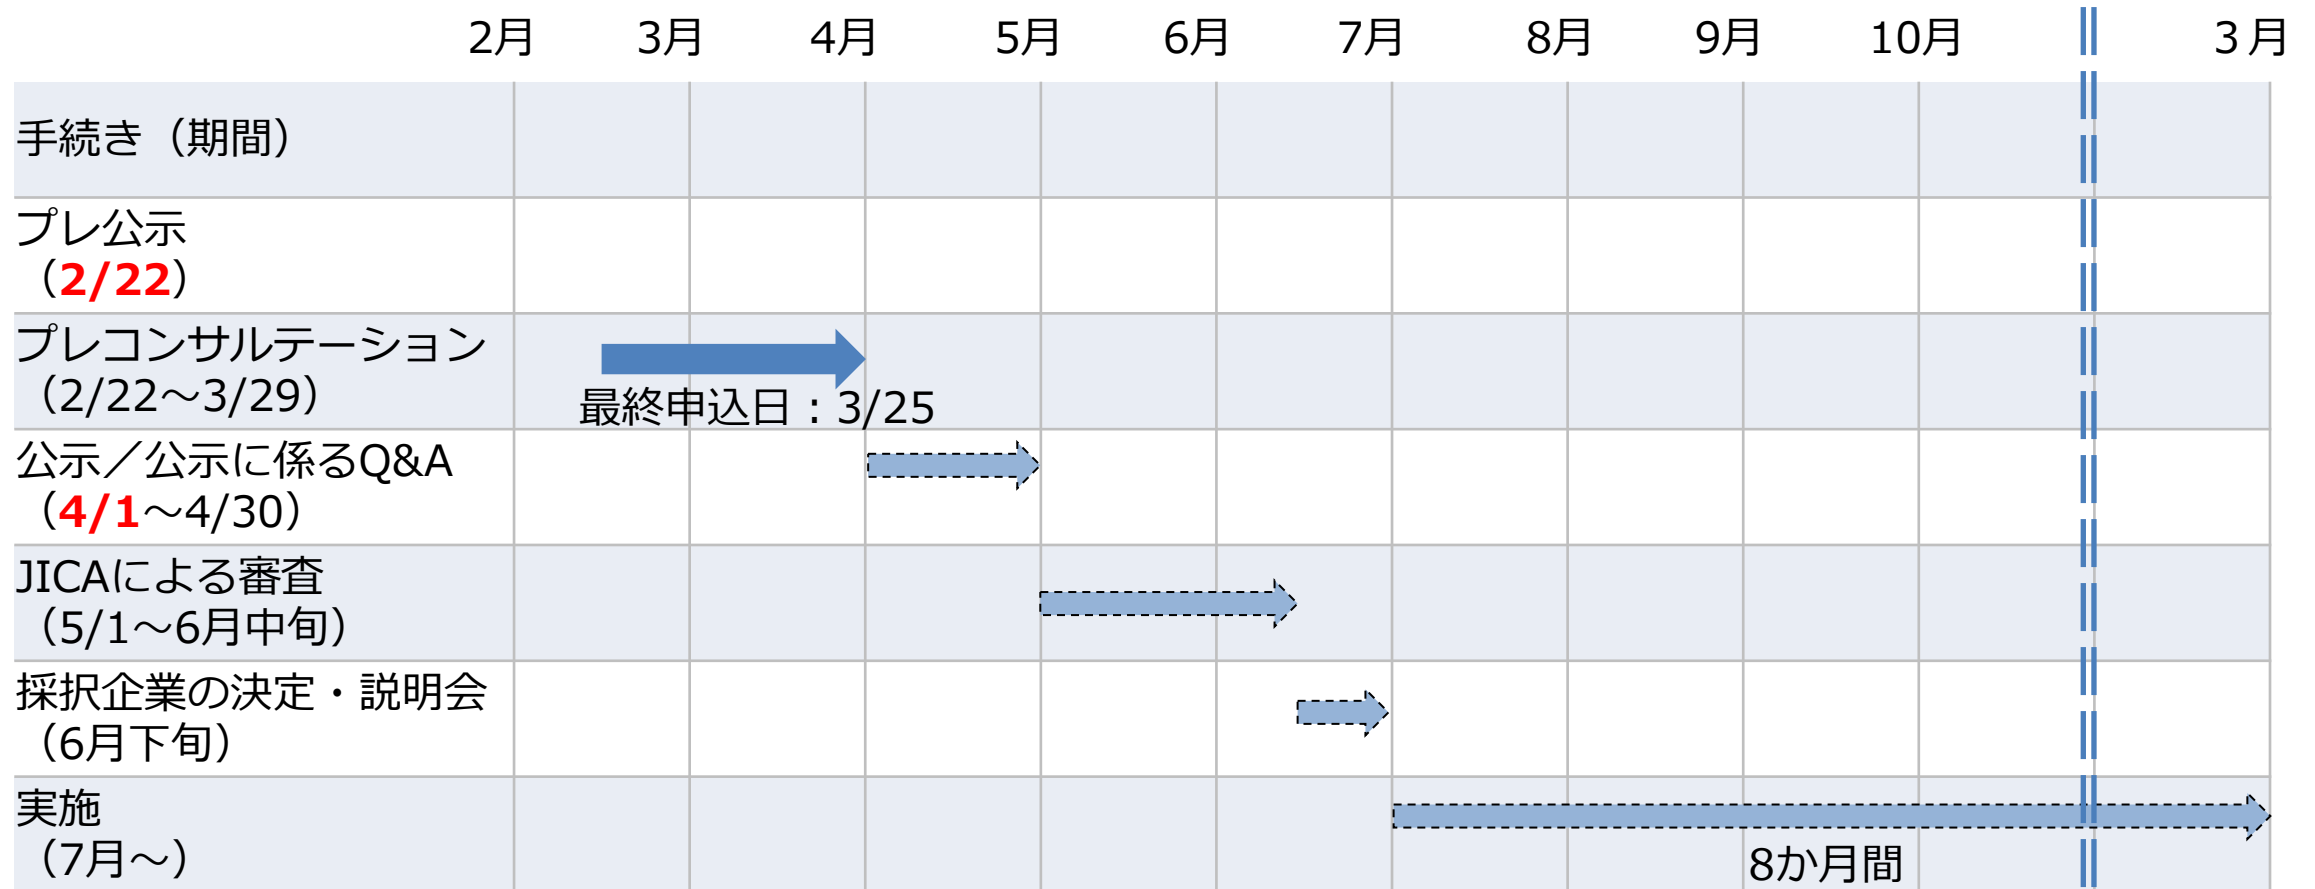 2月 3月 4月 5月 6月 7月 8月 9月 10月 3月
手続き（期間）
プレ公示
（2/22）
プレコンサルテーション
（2/22～3/29）
最終申込日：3/25
公示／公示に係るQ&A
（4/1～4/30）
JICAによる審査
（5/1～6月中旬）
採択企業の決定・説明会
（6月下旬）
実施
（7月～）
8か月間